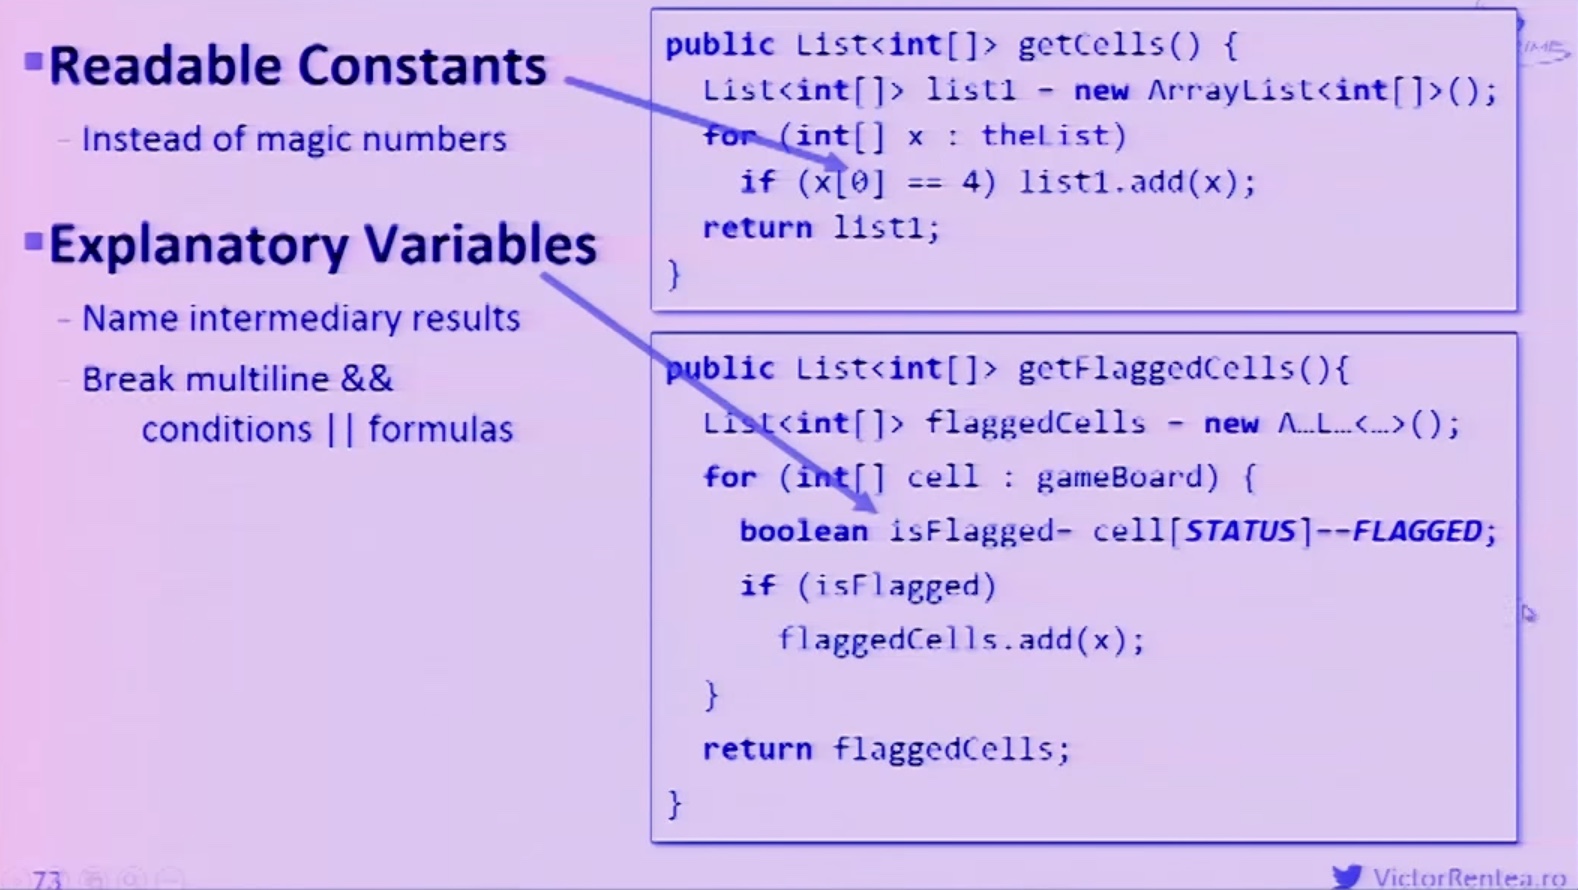 ▪Readable Constants
– Instead of magic numbers
▪Explanatory Variables
– Name intermediary results
– Break multiline &&
conditions || formulas
public List<int[]> getCells() {
List<int[]> list1 = new ArrayList<int[]>();
for (int[] x : theList)
if (x[0] == 4) list1.add(x);
return list1;
}
public List<int[]> getFlaggedCells(){
List<int[]> flaggedCells = new A…L…<…>();
for (int[] cell : gameBoard) {
boolean isFlagged= cell[STATUS]==FLAGGED;
if (isFlagged)
flaggedCells.add(x);
}
return flaggedCells;
}
73
VictorRentea.ro